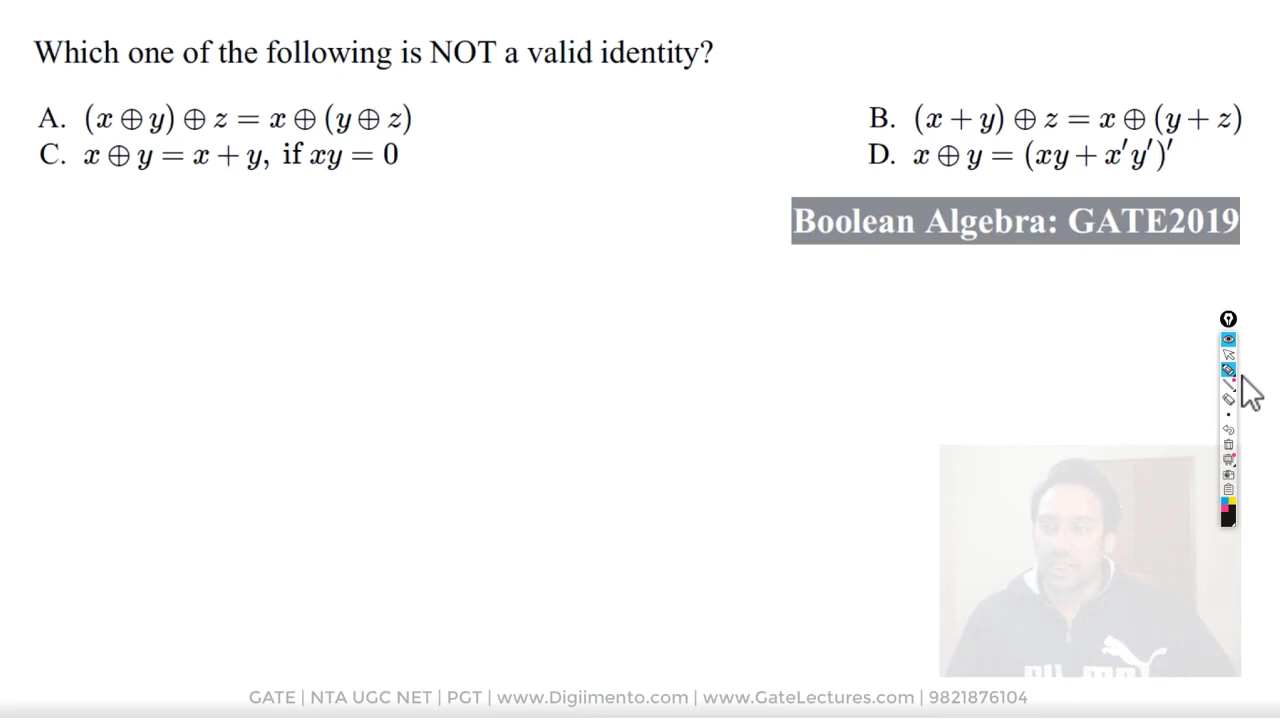 Which one of the following is NOT a valid identity?
A. (x ⊕ y) ⊕ z = x ⊕ (y ⊕ z)
B. (x + y) ⊕ z = x ⊕ (y + z)
C. x ⊕ y = x + y, if xy = 0
D. x ⊕ y = (xy + x′y′)′
Boolean Algebra: GATE2019
GATE | NTA UGC NET | PGT | www.Digiimento.com | www.GateLectures.com | 9821876104